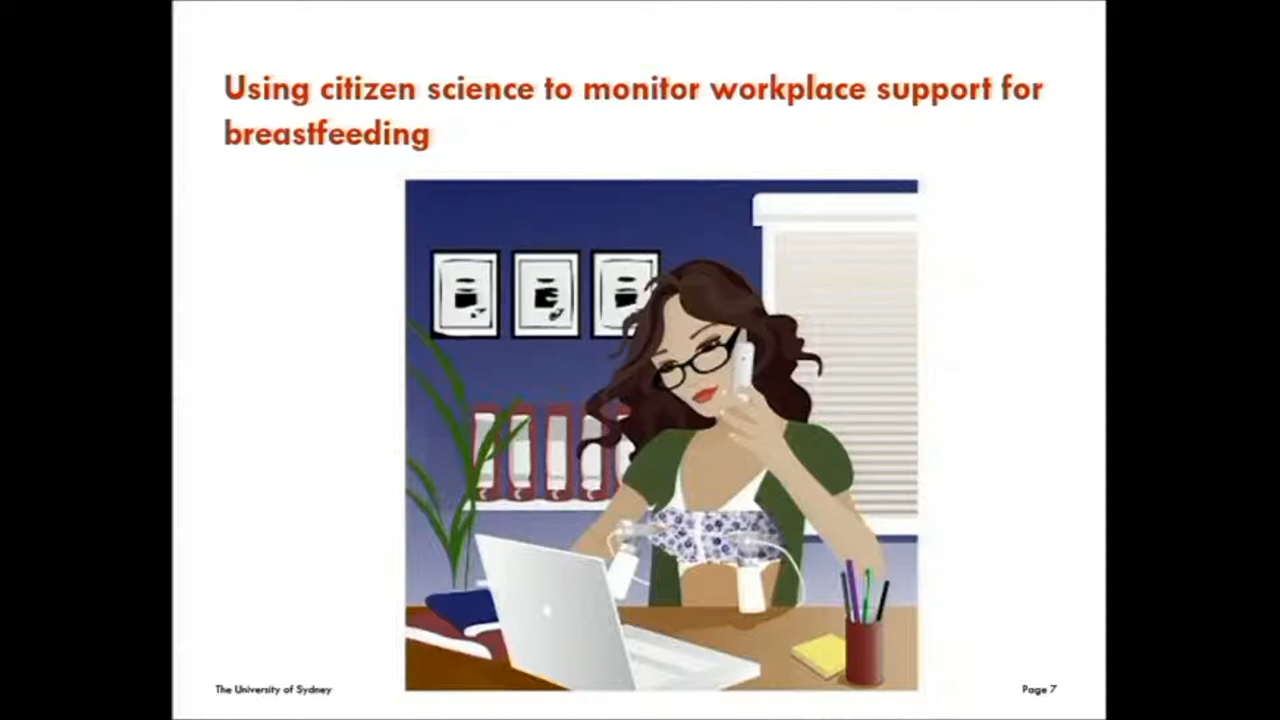 Using citizen science to monitor workplace support for
breastfeeding
The University of Sydney
Page 7